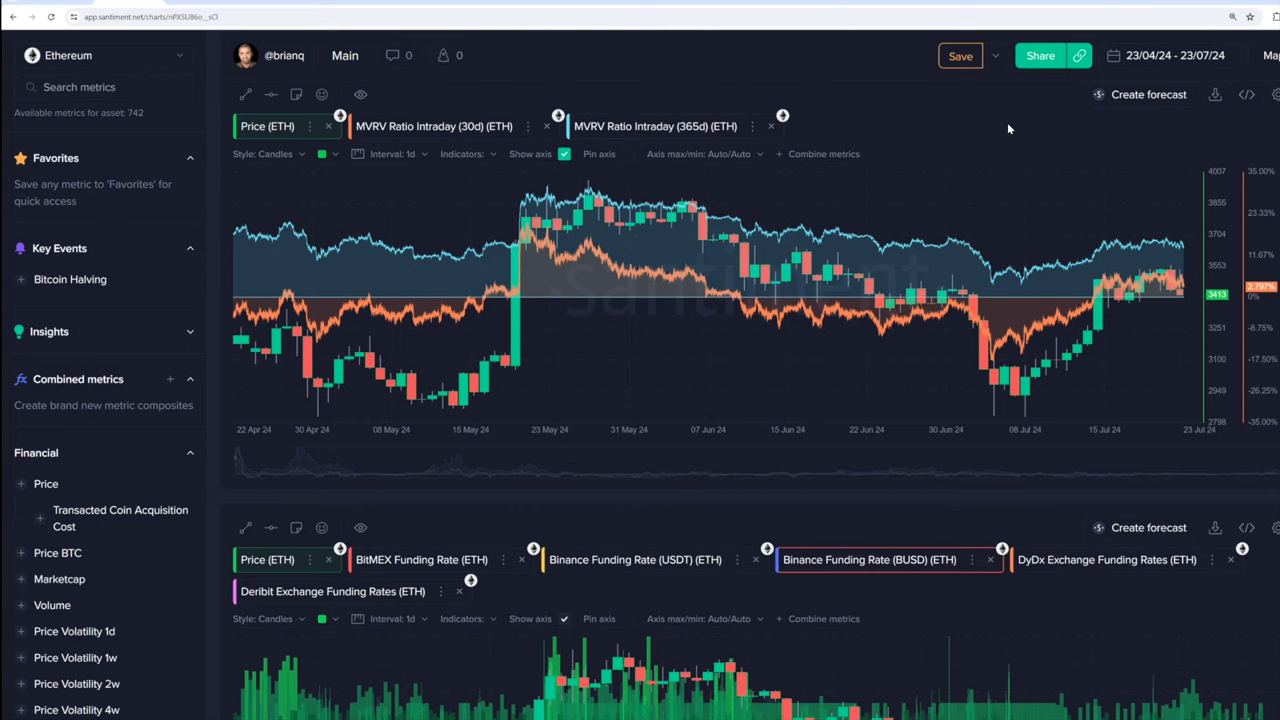 app.santiment.net/charts/nPXSU86o__sCl
Ethereum
@brianq Main 0 0 Save Share 23/04/24 - 23/07/24
Search metrics
Available metrics for asset: 742
Create forecast
Price (ETH) MVRV Ratio Intraday (30d) (ETH) MVRV Ratio Intraday (365d) (ETH)
Style: Candles Interval: 1d Indicators: Show axis Pin axis Axis max/min: Auto/Auto + Combine metrics
Favorites
Save any metric to 'Favorites' for
quick access
Key Events
Bitcoin Halving
Insights
Combined metrics
Create brand new metric composites
Financial
Price
Transacted Coin Acquisition
Cost
Price BTC
Marketcap
Volume
Price Volatility 1d
Price Volatility 1w
Price Volatility 2w
Price Volatility 4w
santiment
4007 35.00%
3855
23.33%
3704
3553 11.67%
3413 2.797%
0%
3251 -8.75%
3100 -17.50%
2949 -26.25%
2798 -35.00%
22 Apr 24 30 Apr 24 08 May 24 15 May 24 23 May 24 31 May 24 07 Jun 24 15 Jun 24 22 Jun 24 30 Jun 24 08 Jul 24 15 Jul 24 23 Jul 24
Create forecast
Price (ETH) BitMEX Funding Rate (ETH) Binance Funding Rate (USDT) (ETH) Binance Funding Rate (BUSD) (ETH) DyDx Exchange Funding Rates (ETH)
Deribit Exchange Funding Rates (ETH)
Style: Candles Interval: 1d Indicators: Show axis Pin axis Axis max/min: Auto/Auto + Combine metrics